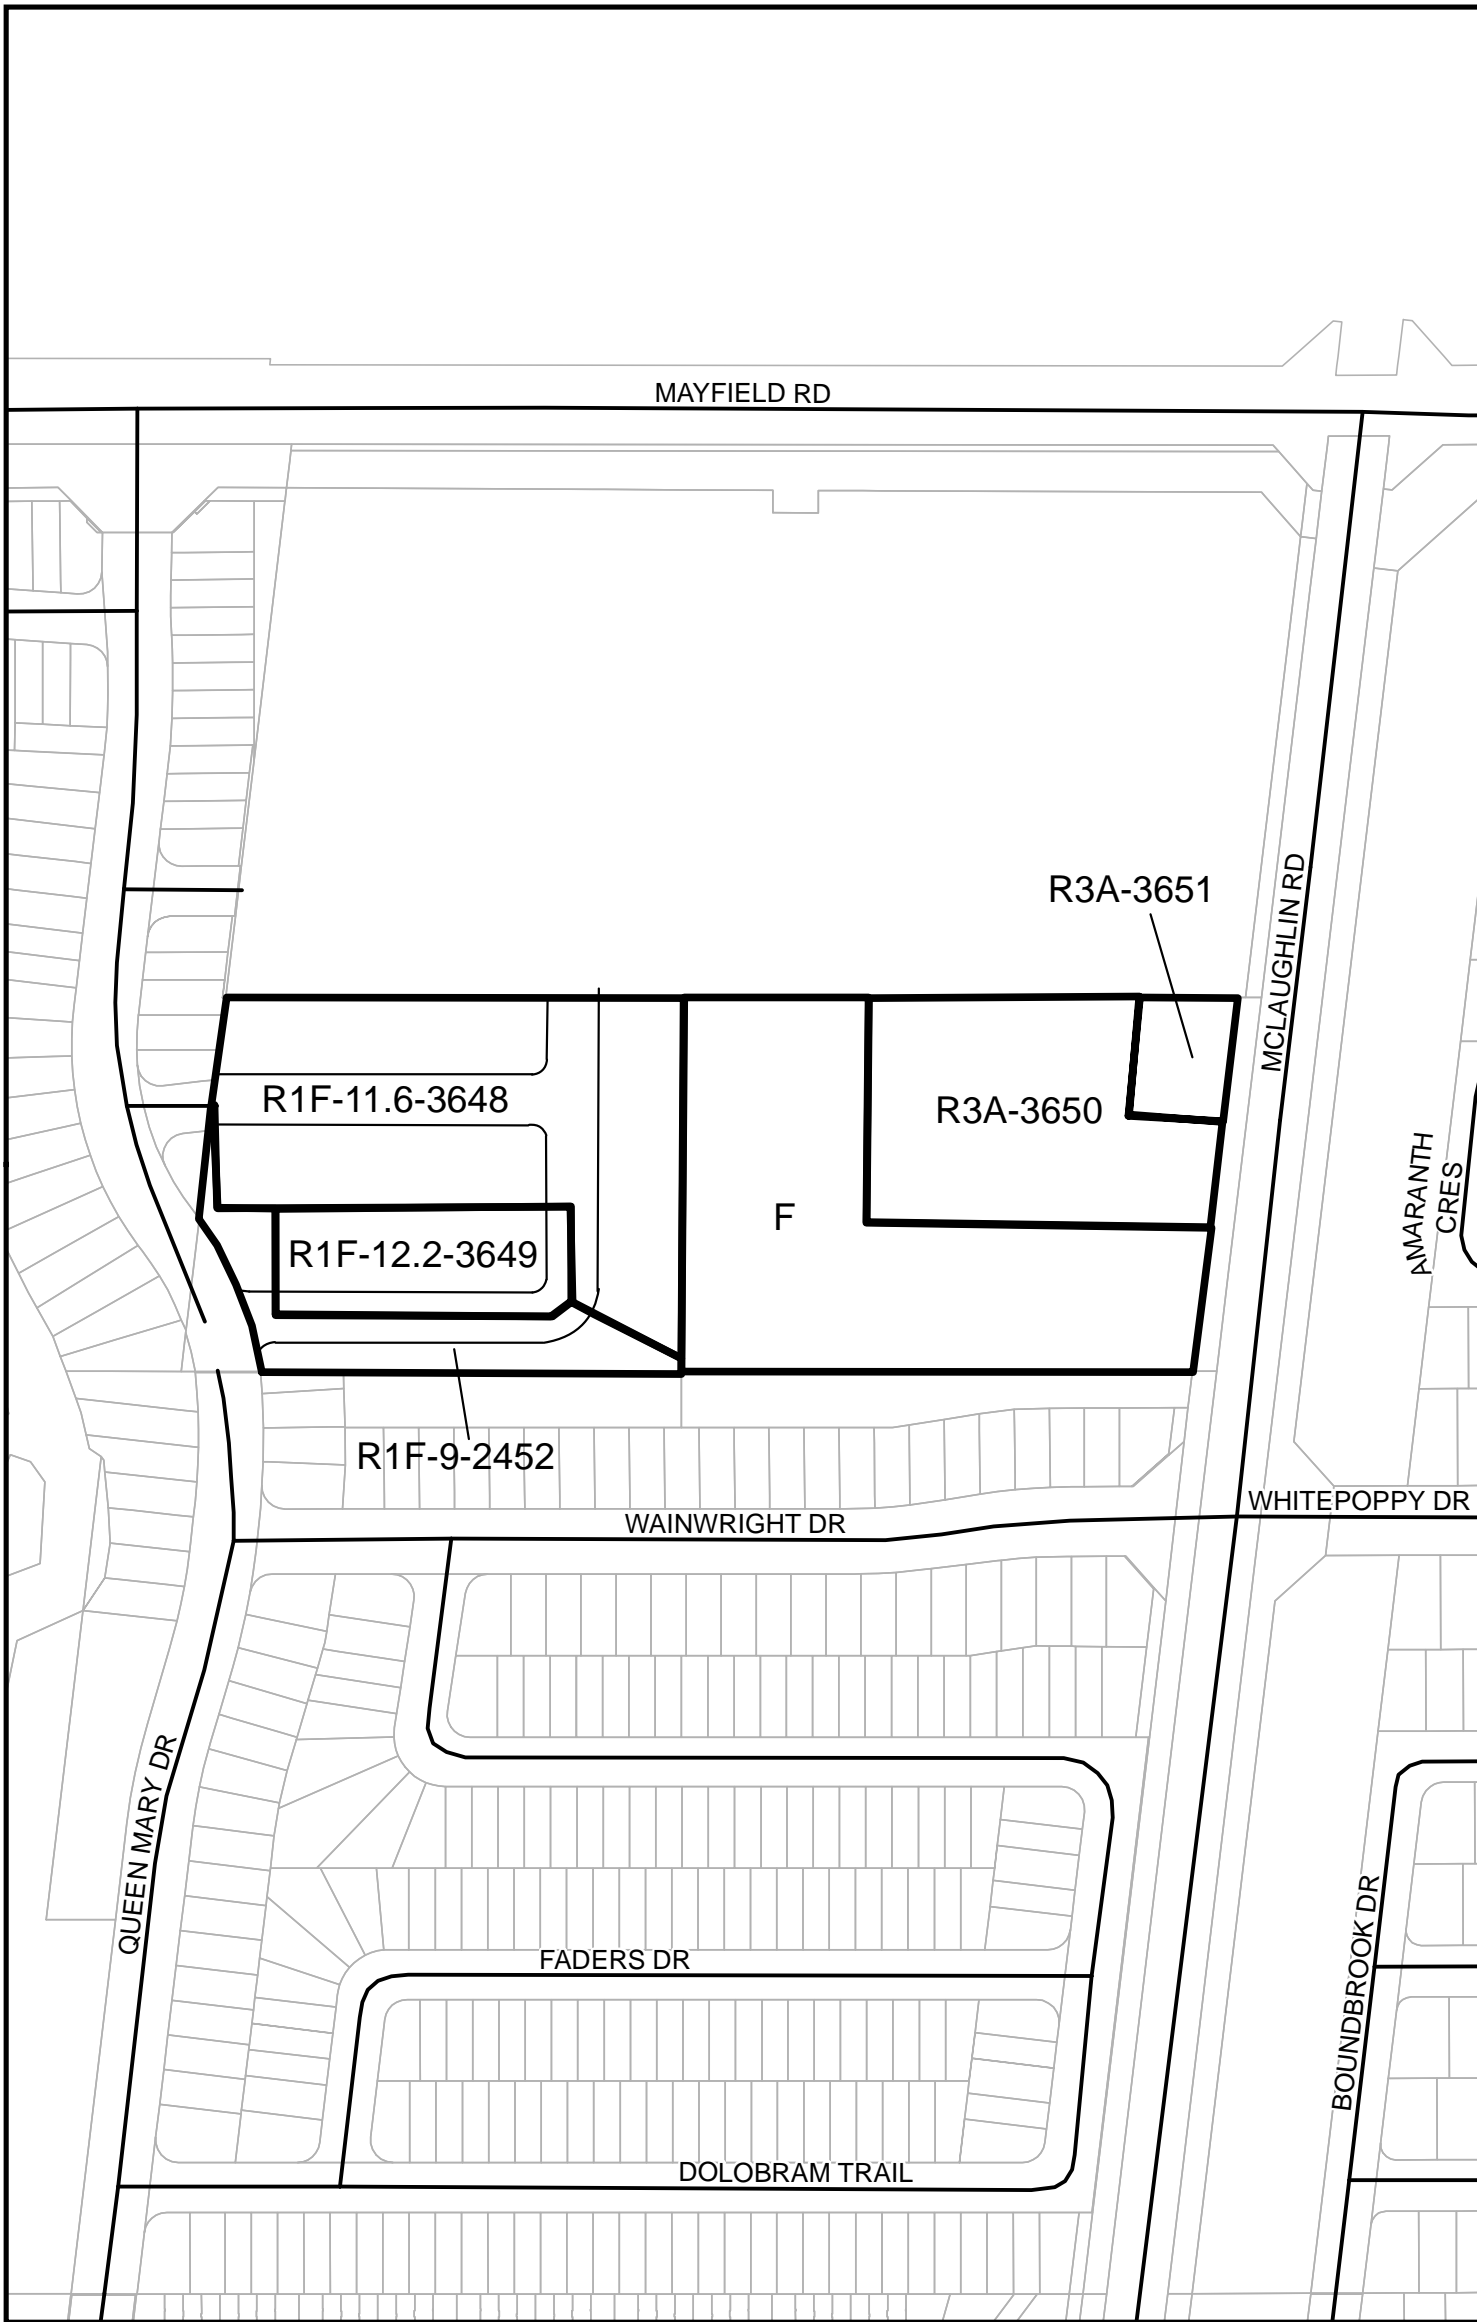 MAYFIELD RD
R3A-3651
MCLAUGHLIN RD
R1F-11.6-3648
R3A-3650
AMARANTH
CRES
F
R1F-12.2-3649
R1F-9-2452
WHITEPOPPY DR
WAINWRIGHT DR
QUEEN MARY DR
BOUNDBROOK DR
FADERS DR
DOLOBRAM TRAIL